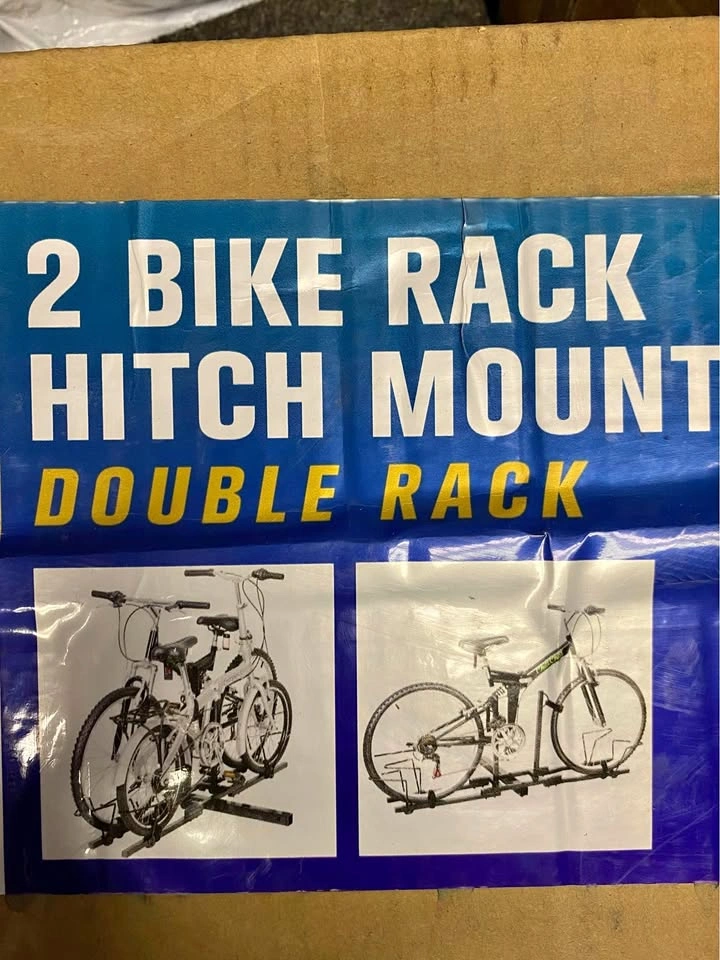 2 BIKE RACK
HITCH MOUNT
DOUBLE RACK